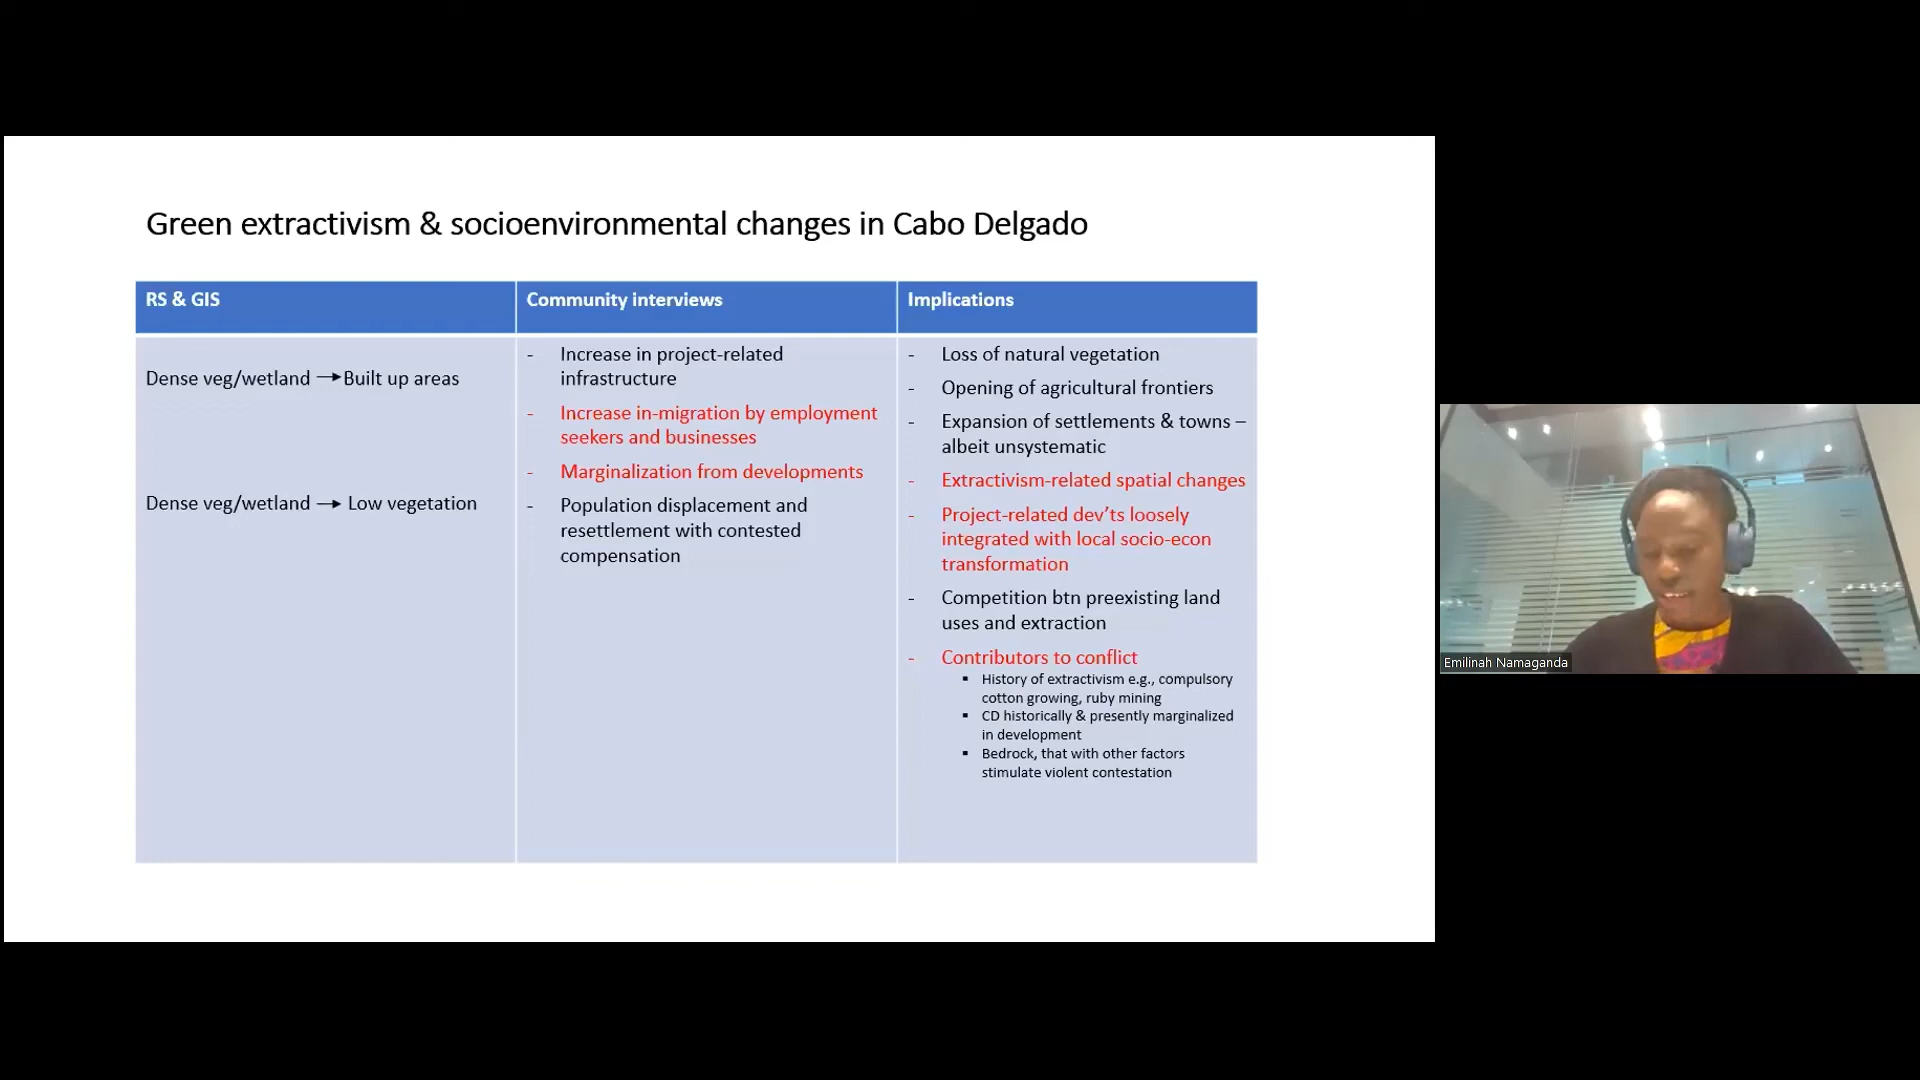 Green extractivism & socioenvironmental changes in Cabo Delgado
RS & GIS
Dense veg/wetland → Built up areas
Dense veg/wetland → Low vegetation
Community interviews
- Increase in project-related
infrastructure
- Increase in-migration by employment
seekers and businesses
- Marginalization from developments
- Population displacement and
resettlement with contested
compensation
Implications
- Loss of natural vegetation
- Opening of agricultural frontiers
- Expansion of settlements & towns –
albeit unsystematic
- Extractivism-related spatial changes
- Project-related dev’ts loosely
integrated with local socio-econ
transformation
- Competition btn preexisting land
uses and extraction
- Contributors to conflict
▪ History of extractivism e.g., compulsory
cotton growing, ruby mining
▪ CD historically & presently marginalized
in development
▪ Bedrock, that with other factors
stimulate violent contestation
Emilinah Namaganda